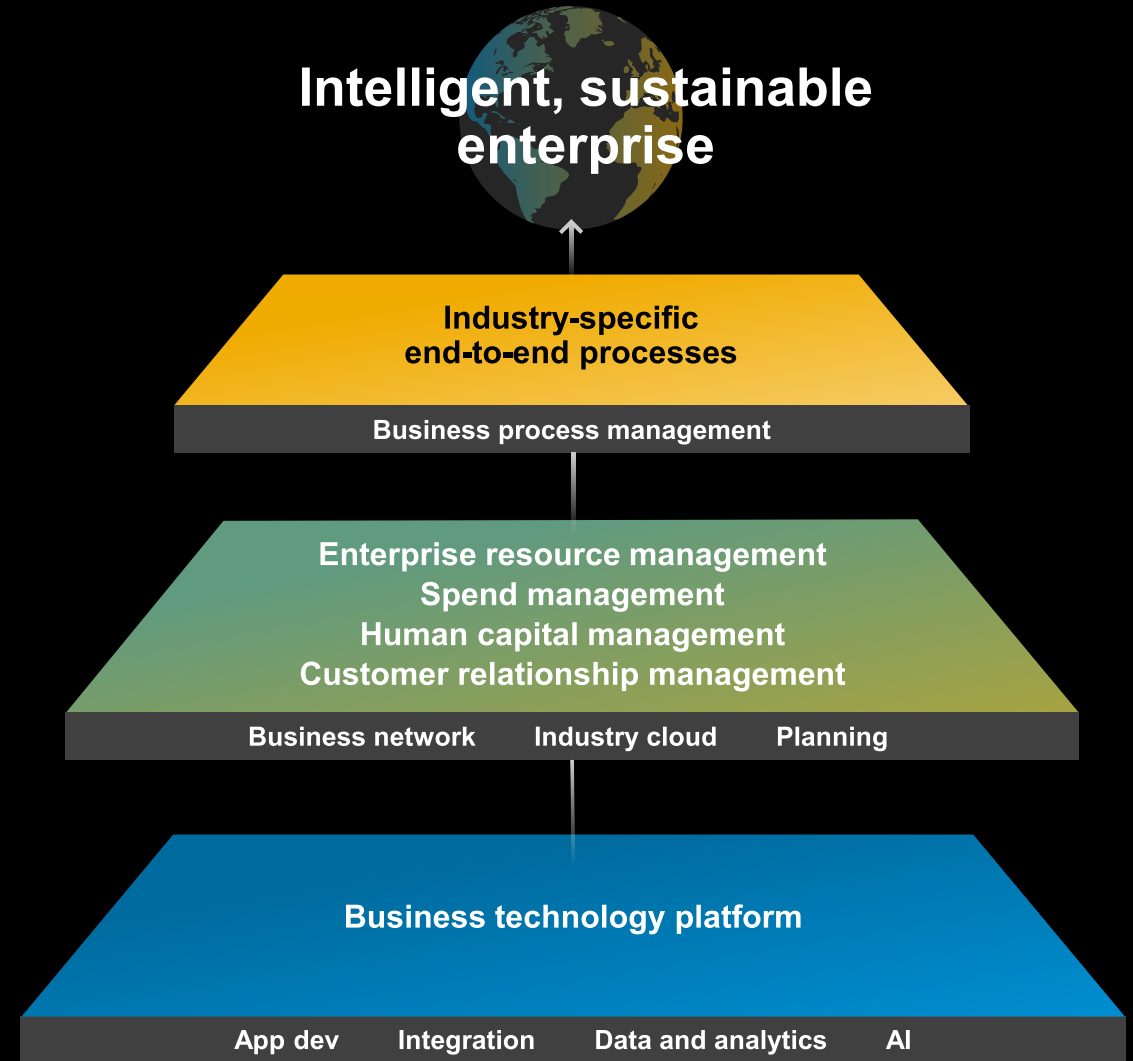 Intelligent, sustainable
enterprise
Industry-specific
end-to-end processes
Business process management
Enterprise resource management
Spend management
Human capital management
Customer relationship management
Business network Industry cloud Planning
Business technology platform
App dev Integration Data and analytics AI